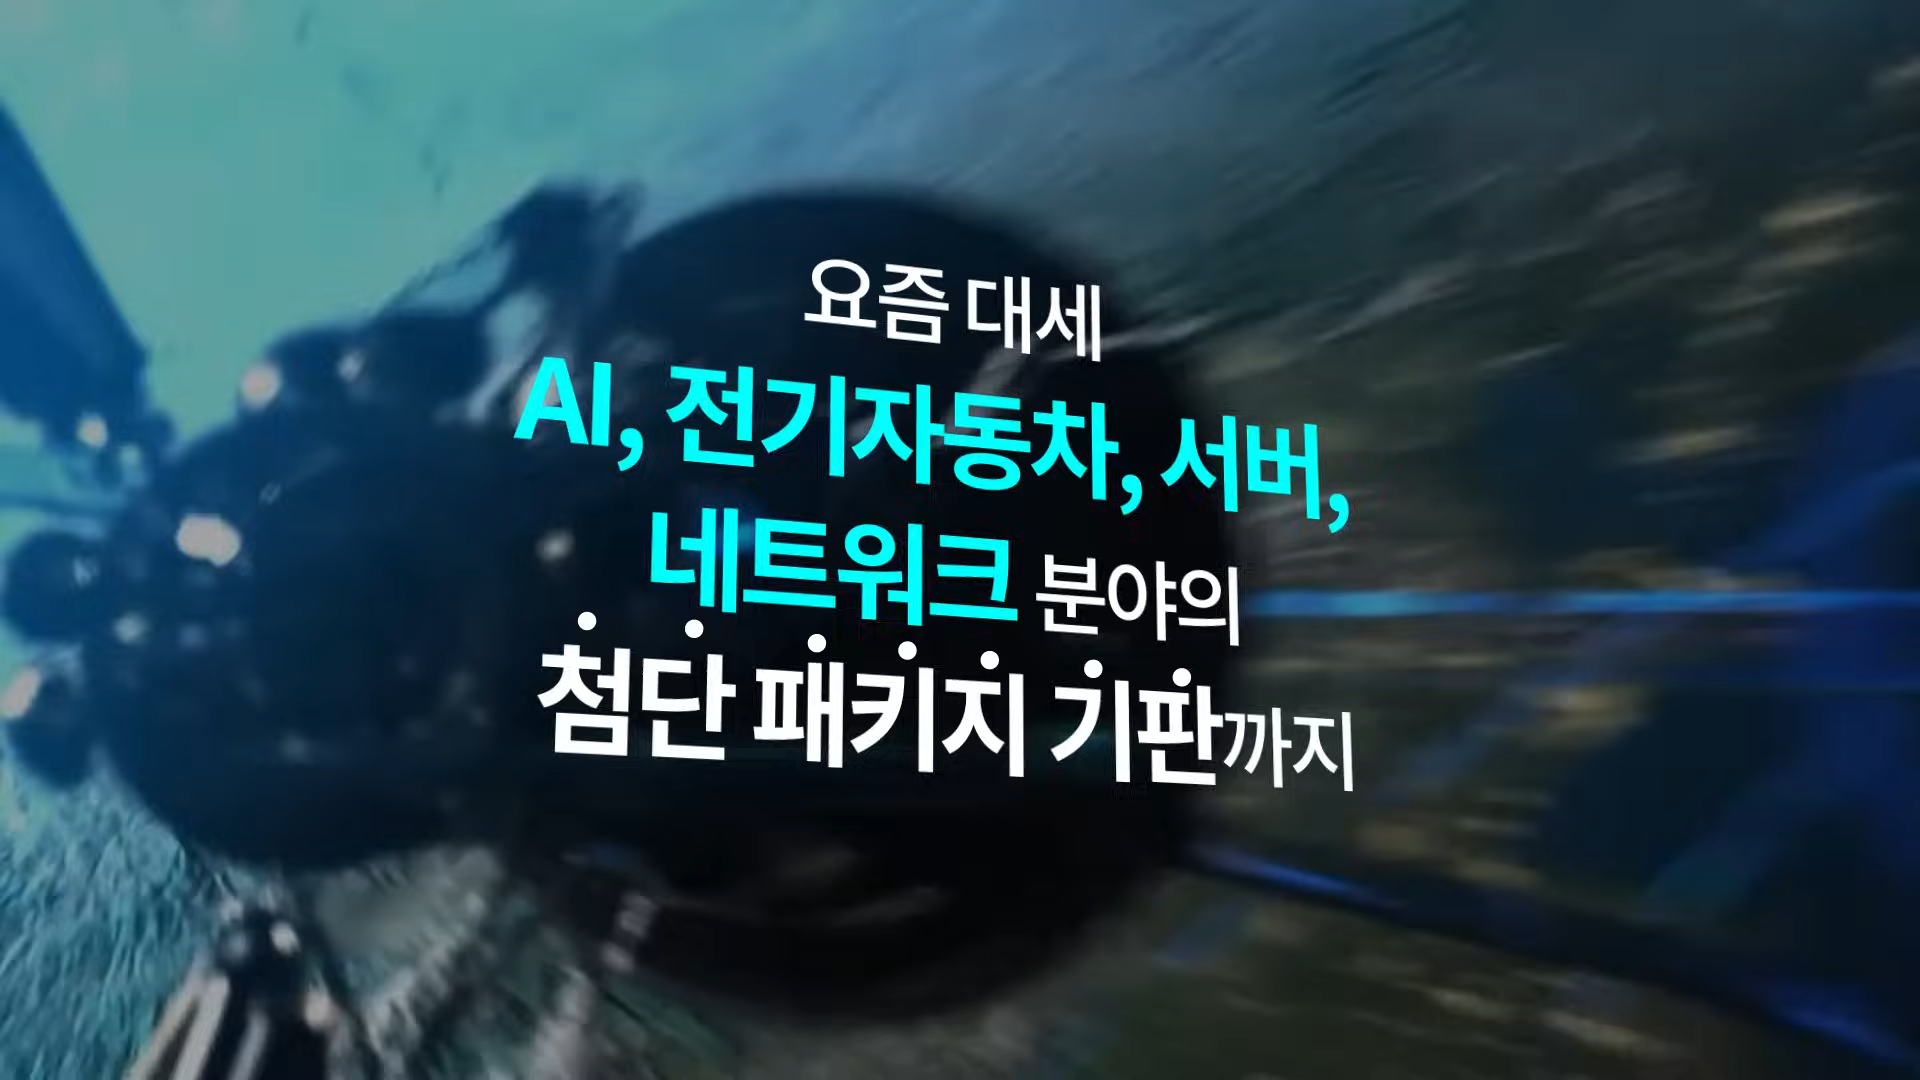 요즘 대세
AI, 전기자동차, 서버,
네트워크 분야의
첨단 패키지 기판까지